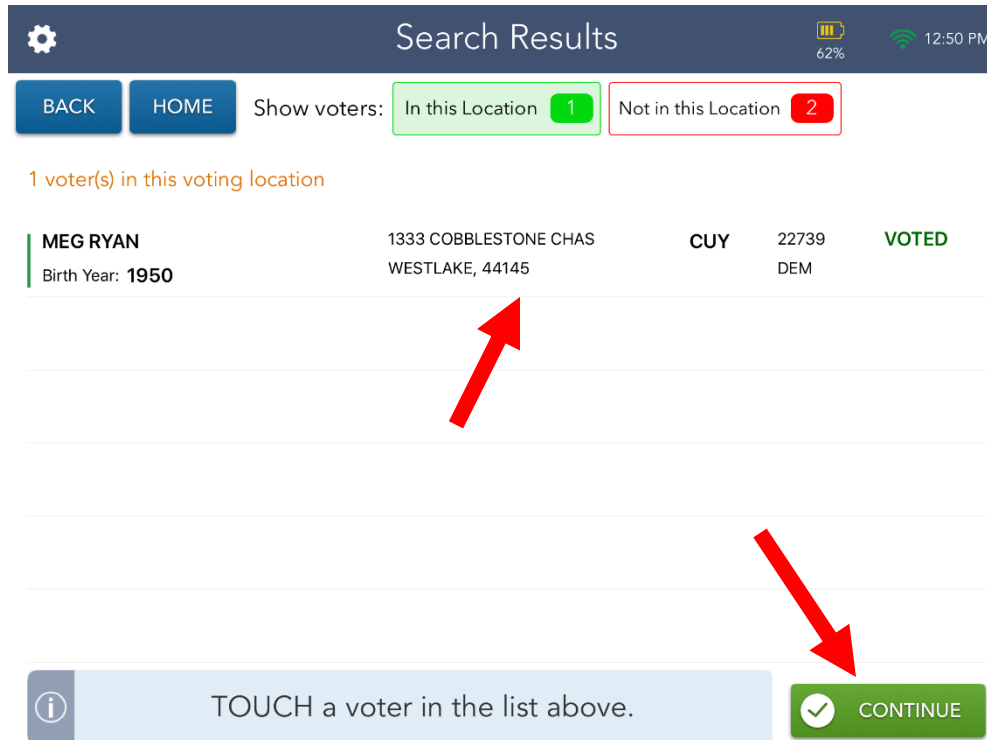 Search Results
62%
12:50 PM
BACK
HOME
Show voters:
In this Location 1
Not in this Location 2
1 voter(s) in this voting location
MEG RYAN 1333 COBBLESTONE CHAS CUY 22739 VOTED
Birth Year: 1950 WESTLAKE, 44145 DEM
TOUCH a voter in the list above.
CONTINUE